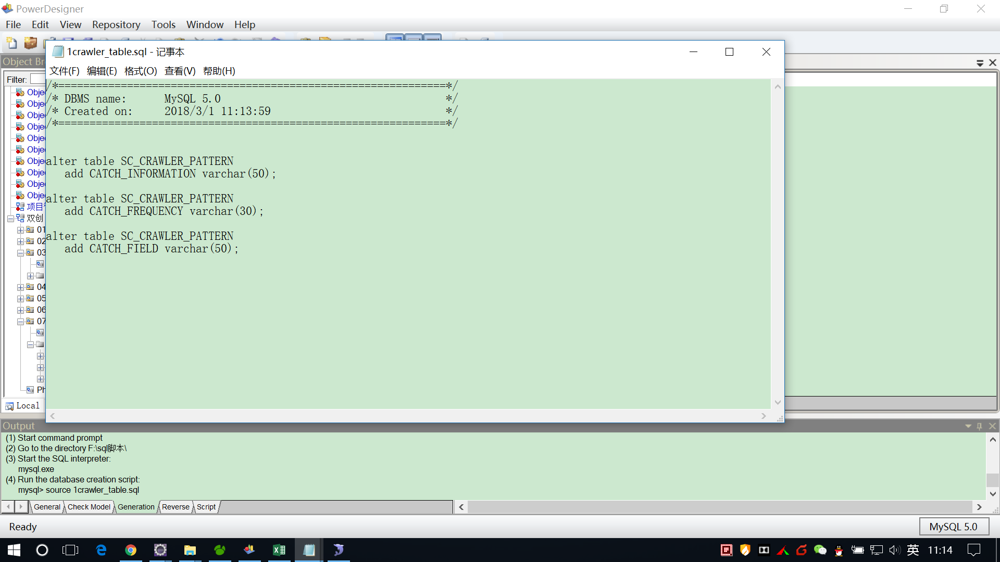 PowerDesigner
File Edit View Repository Tools Window Help
1crawler_table.sql - 记事本
Object Br
文件(F) 编辑(E) 格式(O) 查看(V) 帮助(H)
Filter:
/*==============================================================*/
/* DBMS name:      MySQL 5.0                                    */
/* Created on:     2018/3/1 11:13:59                            */
/*==============================================================*/
alter table SC_CRAWLER_PATTERN
   add CATCH_INFORMATION varchar(50);
alter table SC_CRAWLER_PATTERN
   add CATCH_FREQUENCY varchar(30);
alter table SC_CRAWLER_PATTERN
   add CATCH_FIELD varchar(50);
Obje
Obje
Obje
Obje
Obje
Obje
Obje
Obje
Obje
Obje
项目
双创
01
02
03
04
05
06
07
Ph
Local
Output
(1) Start command prompt
(2) Go to the directory F:\sql脚本\
(3) Start the SQL interpreter:
mysql.exe
(4) Run the database creation script:
mysql> source 1crawler_table.sql
General Check Model Generation Reverse Script
Ready
MySQL 5.0
英 11:14